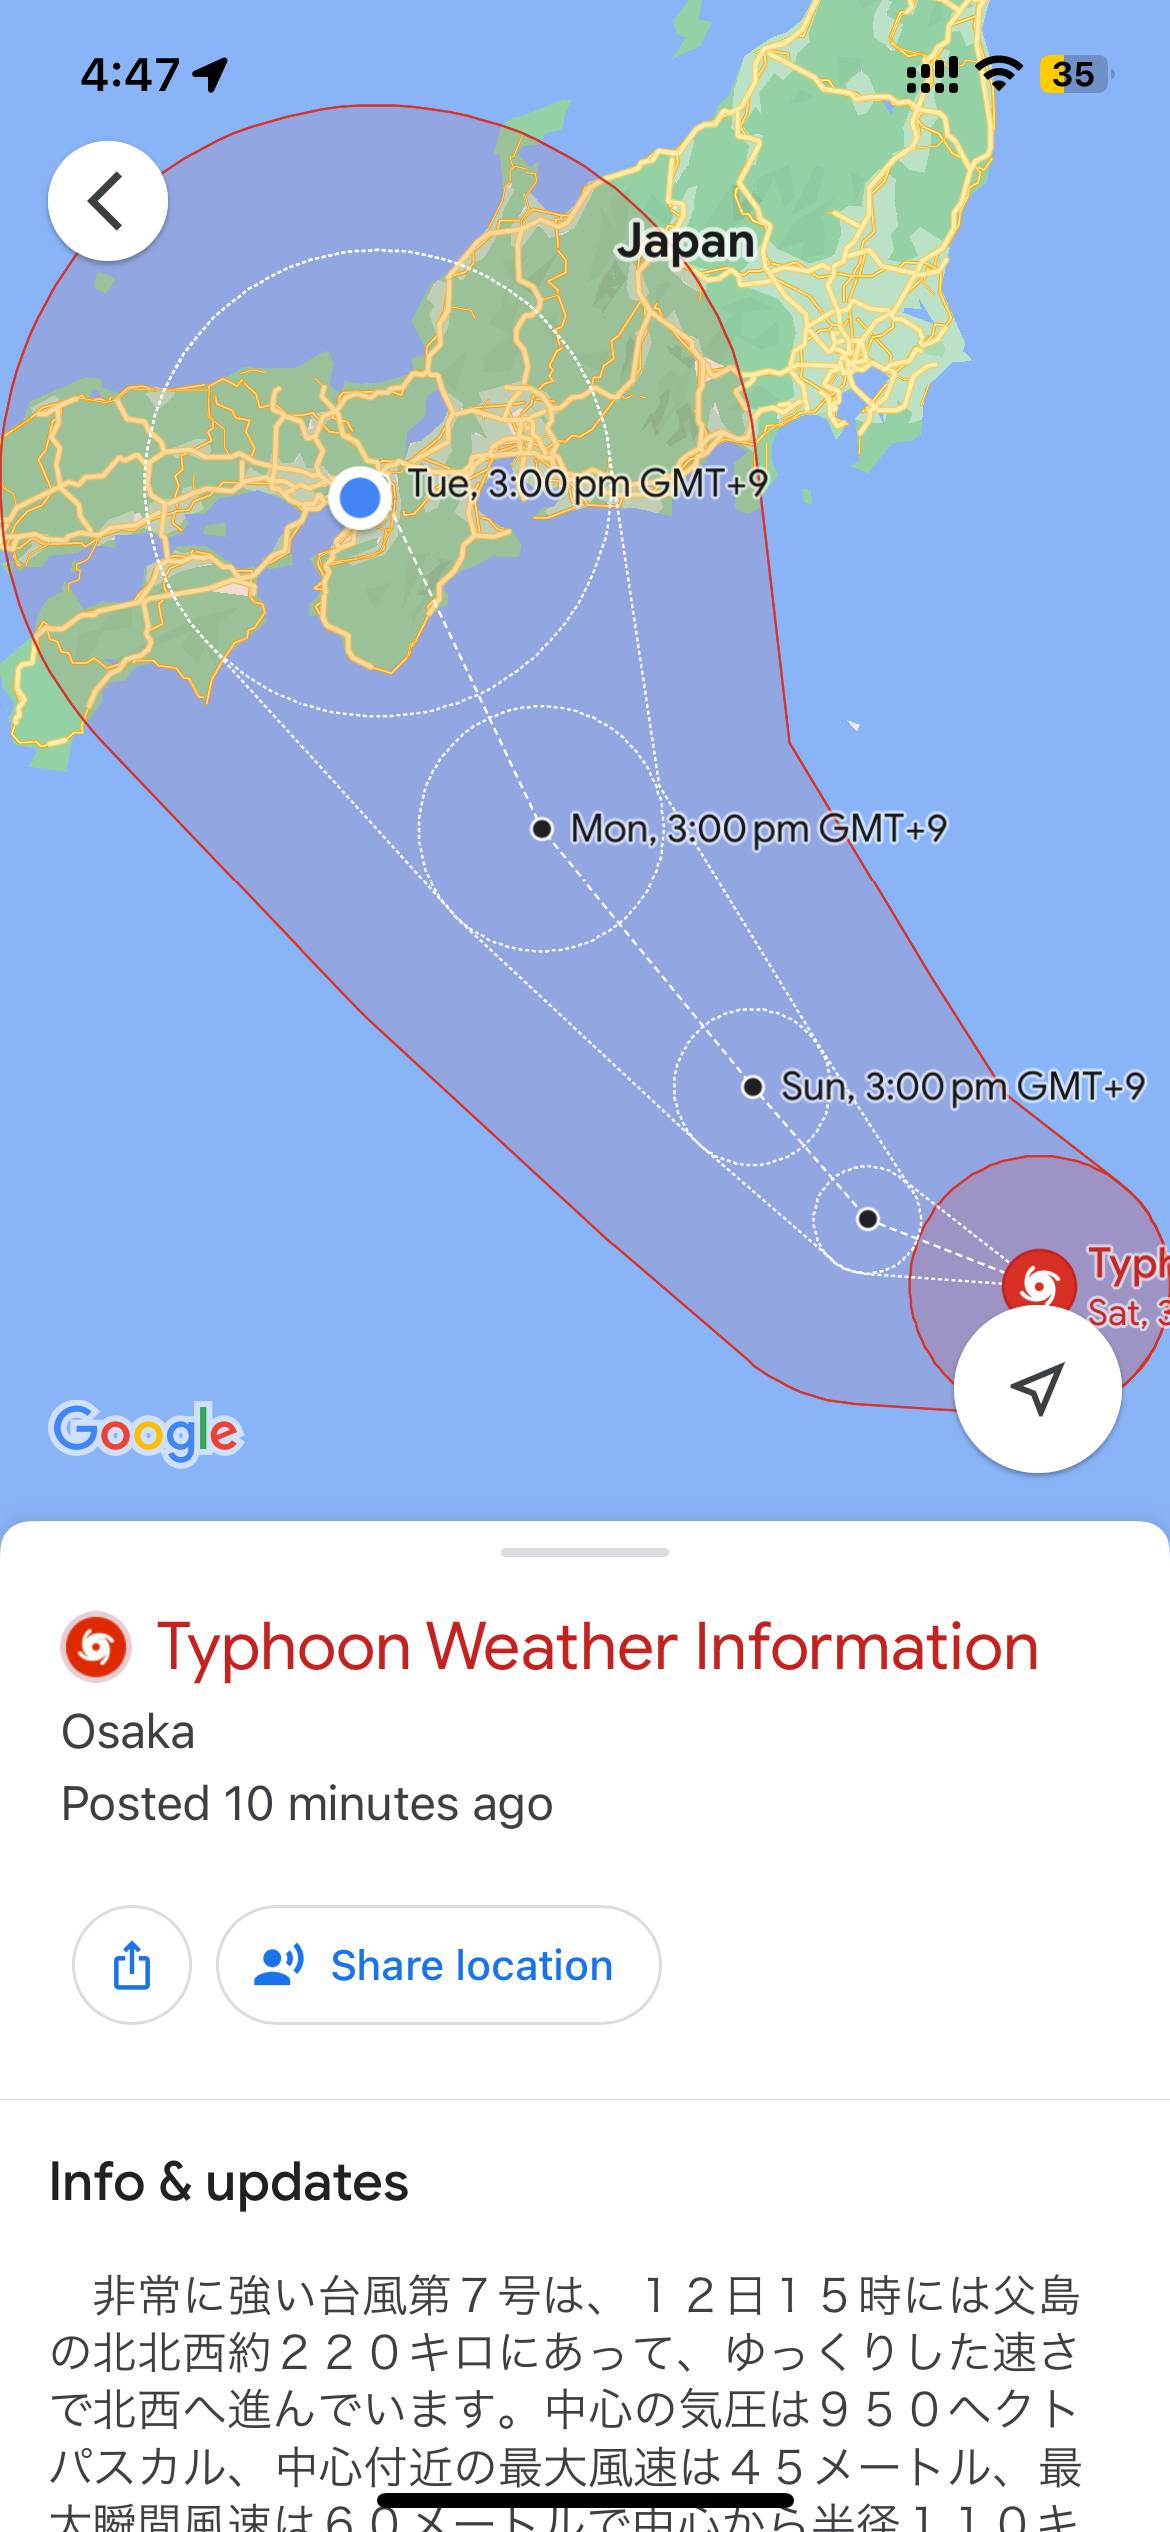 4:47
35
Japan
Tue, 3:00 pm GMT+9
Mon, 3:00 pm GMT+9
Sun, 3:00 pm GMT+9
Typh
Sat, 3
Google
Typhoon Weather Information
Osaka
Posted 10 minutes ago
Share location
Info & updates
　非常に強い台風第７号は、１２日１５時には父島
の北北西約２２０キロにあって、ゆっくりした速さ
で北西へ進んでいます。中心の気圧は９５０ヘクト
パスカル、中心付近の最大風速は４５メートル、最
大瞬間風速は６０メートルで中心から半径１１０キ